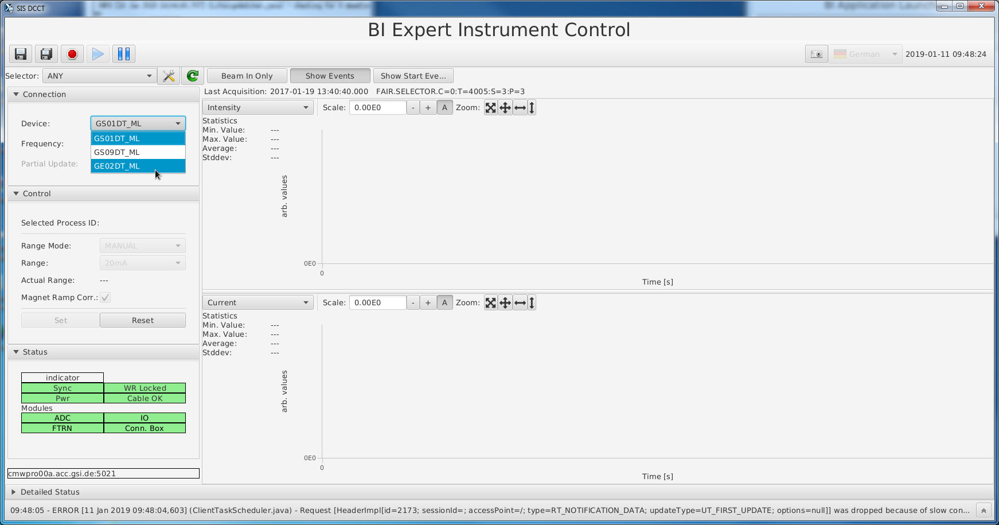 SIS DCCT
BI Expert Instrument Control
German
2019-01-11 09:48:24
Selector: ANY
Beam In Only
Show Events
Show Start Eve...
Connection
Device: GS01DT_ML
GS01DT_ML
Frequency:
GS09DT_ML
Partial Update:
GE02DT_ML
Control
Selected Process ID:
Range Mode: MANUAL
Range: 20mA
Actual Range: ---
Magnet Ramp Corr.:
Set Reset
Status
indicator
Sync WR Locked
Pwr Cable OK
Modules
ADC IO
FTRN Conn. Box
cmwpro00a.acc.gsi.de:5021
Last Acquisition: 2017-01-19 13:40:40.000 FAIR.SELECTOR.C=0:T=4005:S=3:P=3
Intensity Scale: 0.00E0 - + A Zoom:
Statistics
Min. Value: ---
Max. Value: ---
Average: ---
Stddev: ---
arb. values
0E0
0
Time [s]
Current Scale: 0.00E0 - + A Zoom:
Statistics
Min. Value: ---
Max. Value: ---
Average: ---
Stddev: ---
arb. values
0E0
0
Time [s]
Detailed Status
09:48:05 - ERROR [11 Jan 2019 09:48:04,603] (ClientTaskScheduler.java) - Request [HeaderImpl[id=2173; sessionId=; accessPoint=/; type=RT_NOTIFICATION_DATA; updateType=UT_FIRST_UPDATE; options=null]] was dropped because of slow con...